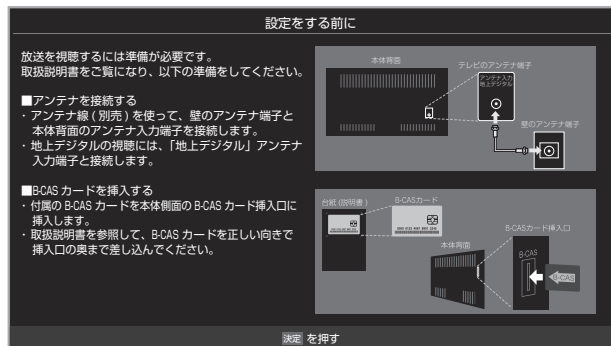 設定をする前に
放送を視聴するには準備が必要です。
取扱説明書をご覧になり、以下の準備をしてください。
■アンテナを接続する
・アンテナ線(別売)を使って、壁のアンテナ端子と
本体背面のアンテナ入力端子を接続します。
・地上デジタルの視聴には、「地上デジタル」アンテナ
入力端子と接続します。
本体背面
テレビのアンテナ端子
アンテナ入力
地上デジタル
壁のアンテナ端子
■B-CAS カードを挿入する
・付属の B-CAS カードを本体側面の B-CAS カード挿入口に
挿入します。
・取扱説明書を参照して、B-CAS カードを正しい向きで
挿入口の奥まで差し込んでください。
台紙(説明書)
B-CASカード
本体背面
B-CASカード挿入口
B-CAS
B-CAS
決定 を押す